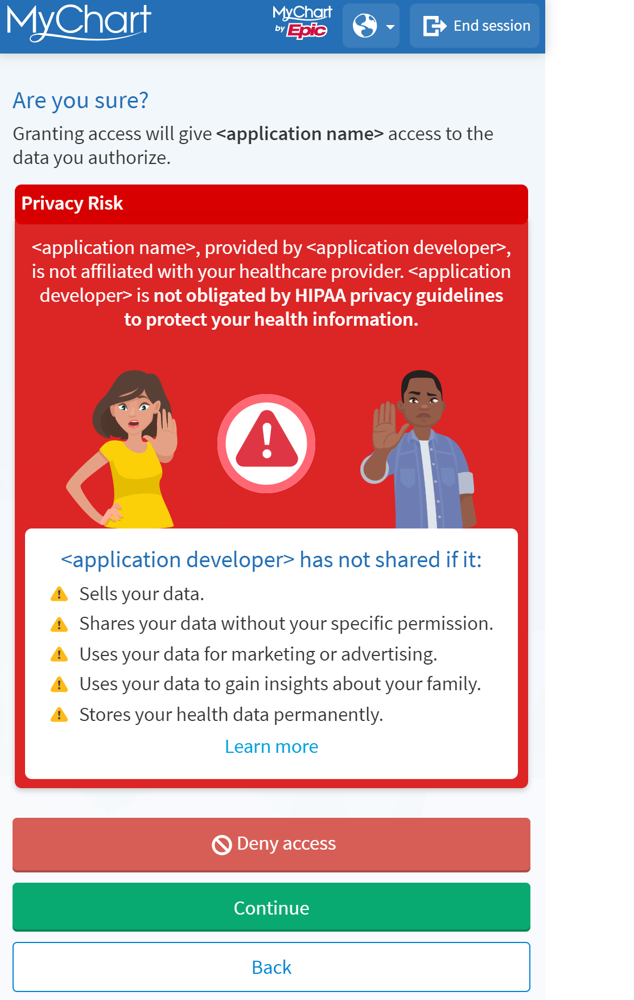 MyChart
MyChart
by Epic
End session
Are you sure?
Granting access will give <application name> access to the
data you authorize.
Privacy Risk
<application name>, provided by <application developer>,
is not affiliated with your healthcare provider. <application
developer> is not obligated by HIPAA privacy guidelines
to protect your health information.
<application developer> has not shared if it:
Sells your data.
Shares your data without your specific permission.
Uses your data for marketing or advertising.
Uses your data to gain insights about your family.
Stores your health data permanently.
Learn more
Deny access
Continue
Back